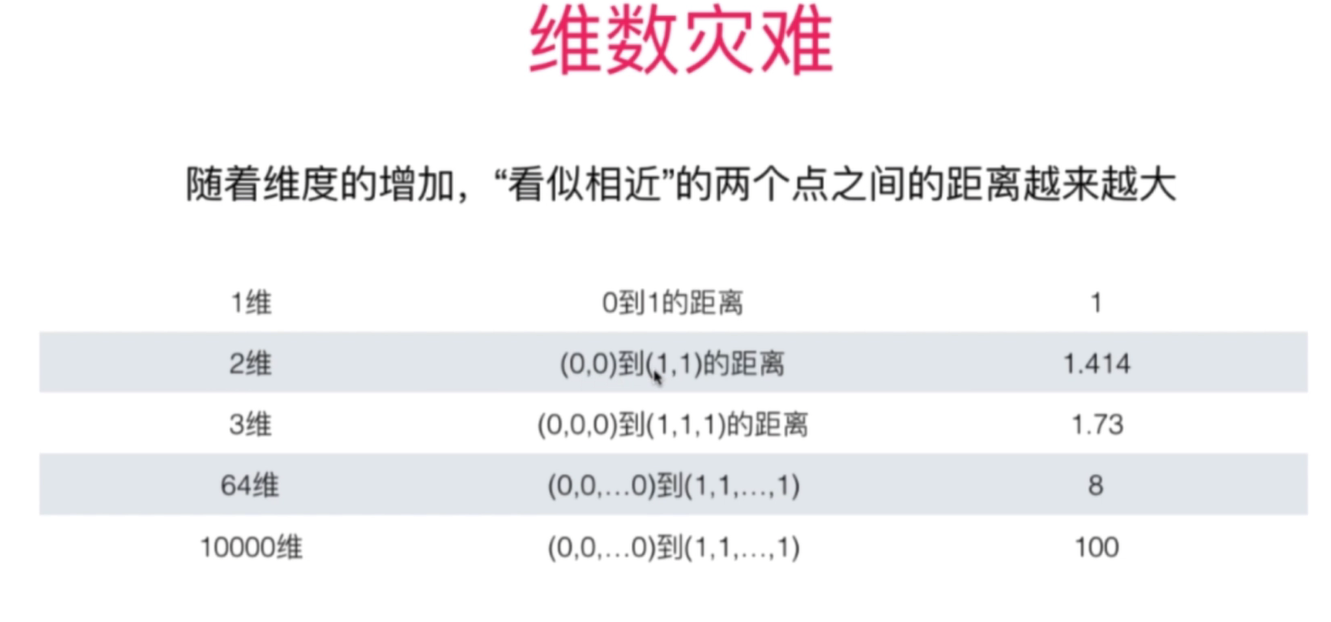 维数灾难
随着维度的增加，“看似相近”的两个点之间的距离越来越大
1维 0到1的距离 1
2维 (0,0)到(1,1)的距离 1.414
3维 (0,0,0)到(1,1,1)的距离 1.73
64维 (0,0,…0)到(1,1,…,1) 8
10000维 (0,0,…0)到(1,1,…,1) 100